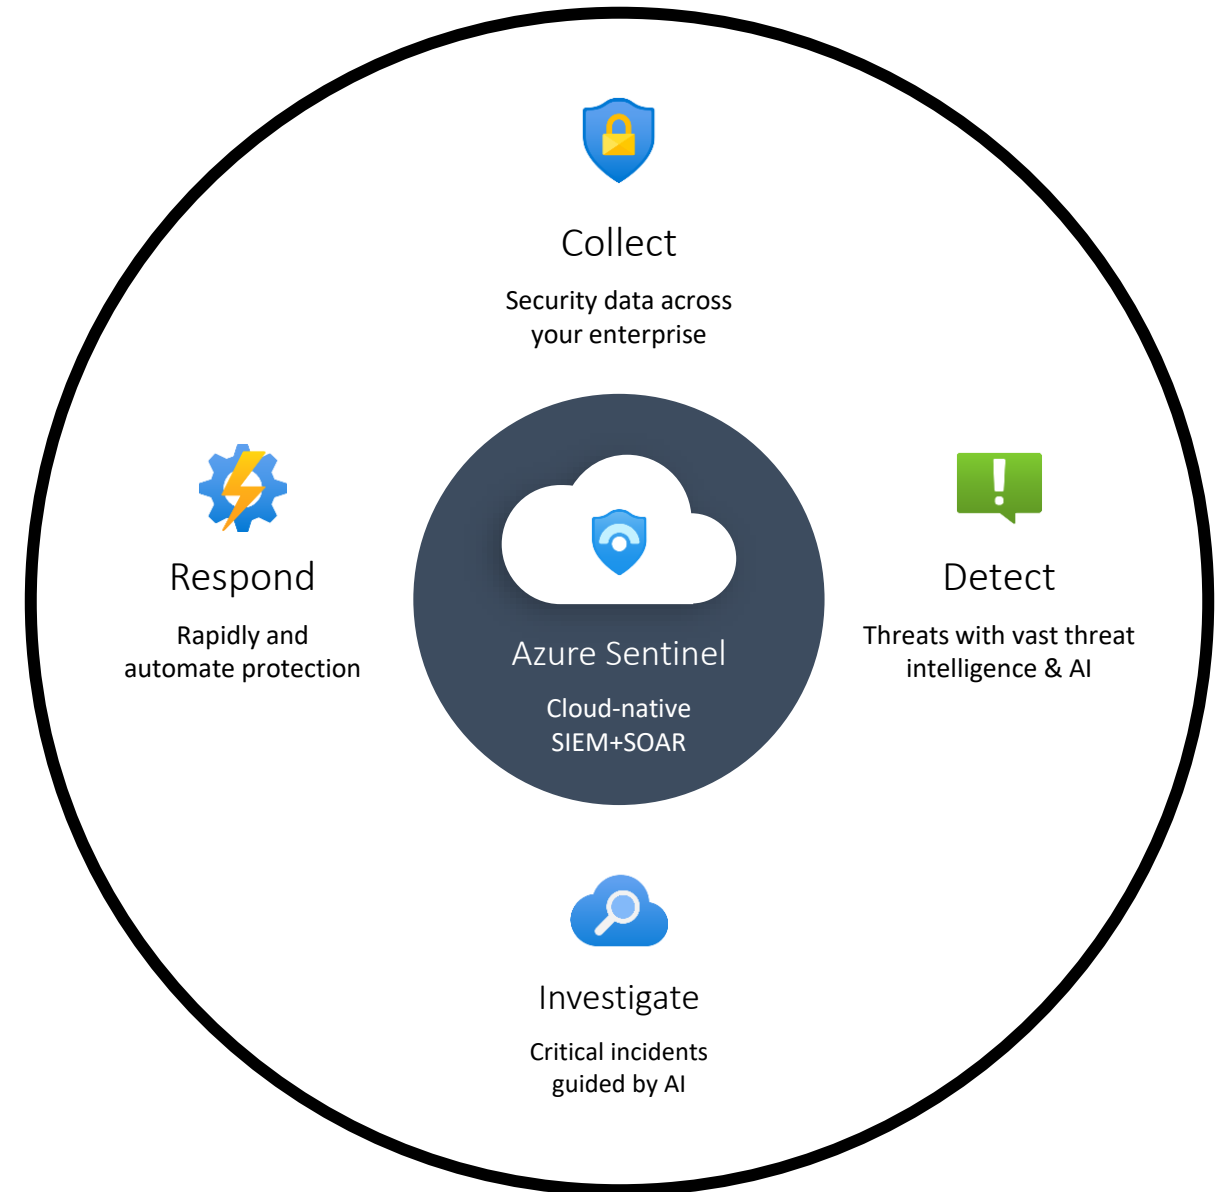 Collect
Security data across
your enterprise
Respond
Rapidly and
automate protection
Azure Sentinel
Cloud-native
SIEM+SOAR
Detect
Threats with vast threat
intelligence & AI
Investigate
Critical incidents
guided by AI